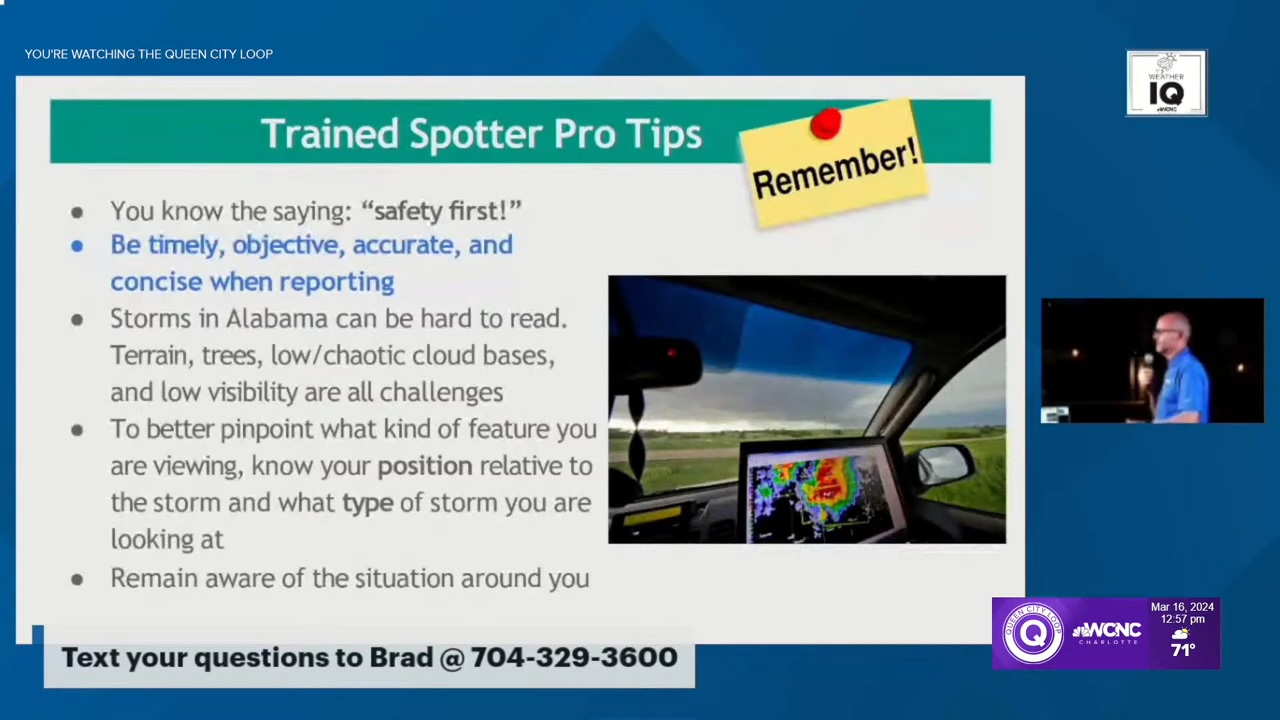 YOU'RE WATCHING THE QUEEN CITY LOOP
WEATHER
IQ
WCNC
Trained Spotter Pro Tips
Remember!
● You know the saying: “safety first!”
● Be timely, objective, accurate, and
concise when reporting
● Storms in Alabama can be hard to read.
Terrain, trees, low/chaotic cloud bases,
and low visibility are all challenges
● To better pinpoint what kind of feature you
are viewing, know your position relative to
the storm and what type of storm you are
looking at
● Remain aware of the situation around you
Text your questions to Brad @ 704-329-3600
QUEEN CITY LOOP
Q
WCNC
CHARLOTTE
Mar 16, 2024
12:57 pm
71°